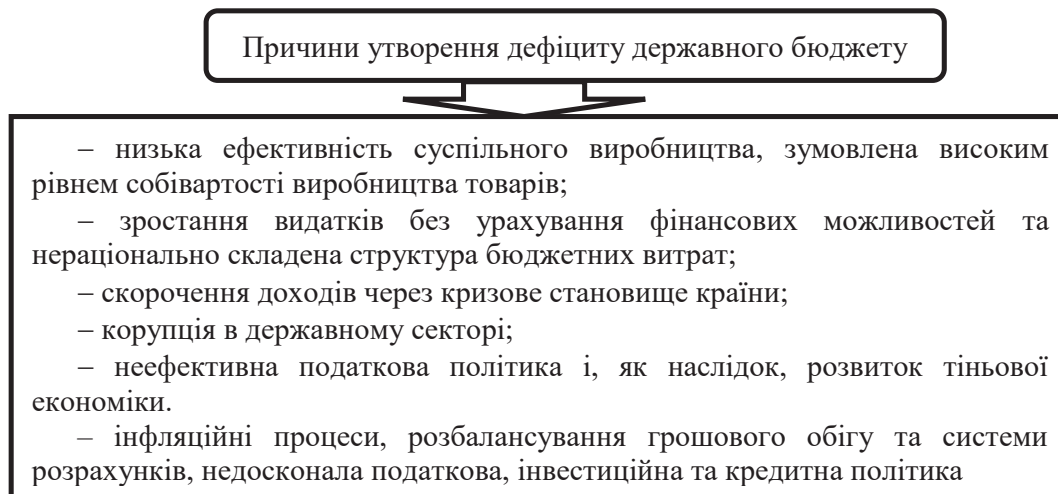 Причини утворення дефіциту державного бюджету
– низька ефективність суспільного виробництва, зумовлена високим
рівнем собівартості виробництва товарів;
– зростання видатків без урахування фінансових можливостей та
нераціонально складена структура бюджетних витрат;
– скорочення доходів через кризове становище країни;
– корупція в державному секторі;
– неефективна податкова політика і, як наслідок, розвиток тіньової
економіки.
– інфляційні процеси, розбалансування грошового обігу та системи
розрахунків, недосконала податкова, інвестиційна та кредитна політика